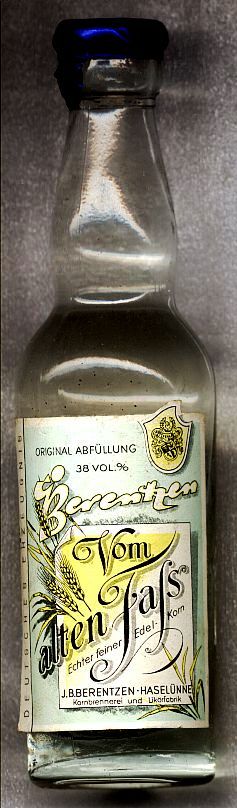 ORIGINAL ABFÜLLUNG
38 VOL.%
Berentzen
Vom
alten Faſs
Echter feiner Edel-Korn
J.B.BERENTZEN-HASELÜNNE
Kornbrennerei und Likörfabrik
DEUTSCHES ERZEUGNIS